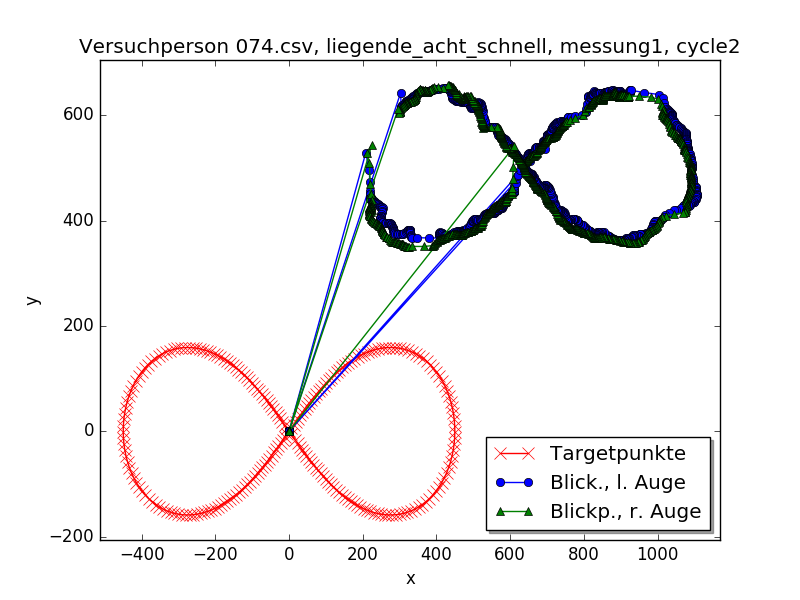 Versuchperson 074.csv, liegende_acht_schnell, messung1, cycle2
y
600
400
200
0
−200
−400
−200
0
200
400
600
800
1000
x
Targetpunkte
Blick., l. Auge
Blickp., r. Auge